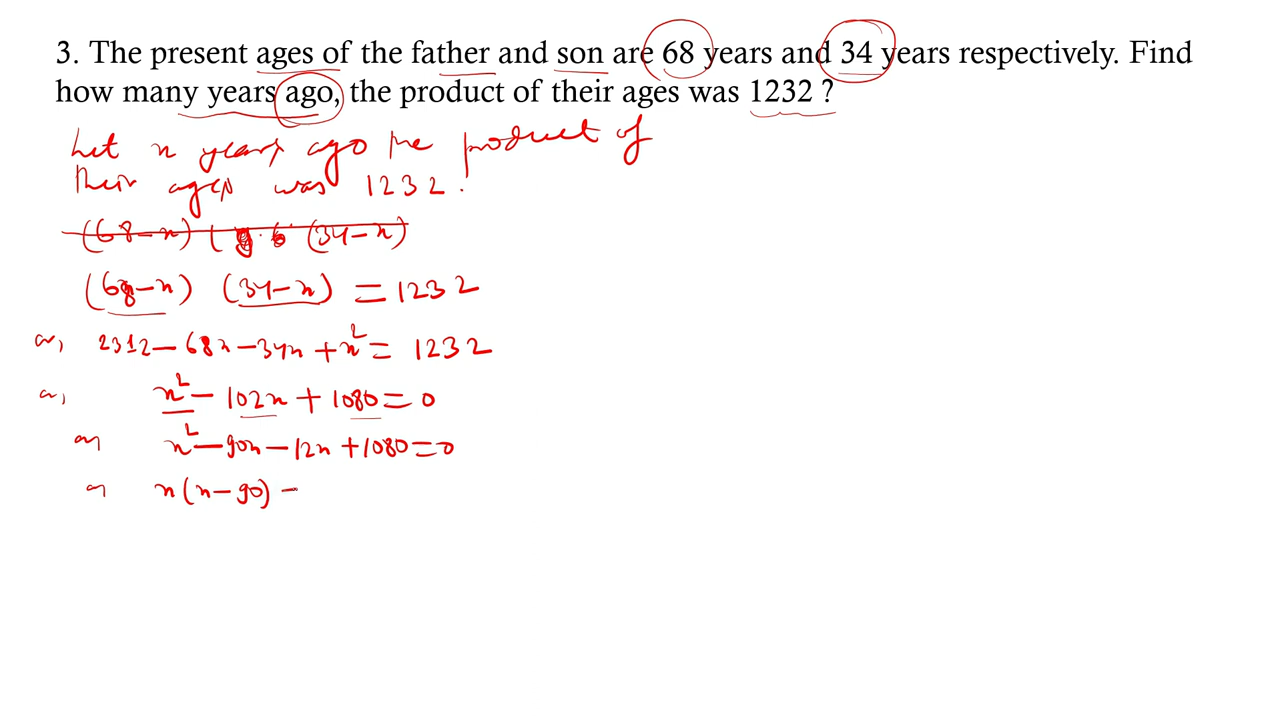 3. The present ages of the father and son are 68 years and 34 years respectively. Find
how many years ago, the product of their ages was 1232 ?
Let x years ago the product of
their ages was 1232.
(68-x) ( (34-x)
(68-x) (34-x) = 1232
or, 2312-68x-34x+x² = 1232
or, x²-102x+1080=0
or x²-90x-12x+1080=0
or x(x-90) -